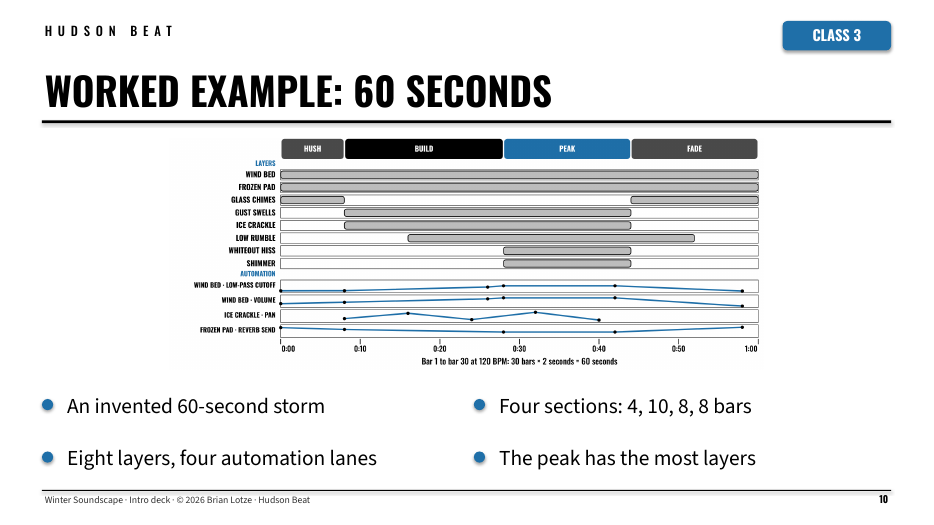 HUDSON BEAT
CLASS 3
WORKED EXAMPLE: 60 SECONDS
HUSH BUILD PEAK FADE
LAYERS
WIND BED
FROZEN PAD
GLASS CHIMES
GUST SWELLS
ICE CRACKLE
LOW RUMBLE
WHITEOUT HISS
SHIMMER
AUTOMATION
WIND BED · LOW-PASS CUTOFF
WIND BED · VOLUME
ICE CRACKLE · PAN
FROZEN PAD · REVERB SEND
0:00 0:10 0:20 0:30 0:40 0:50 1:00
Bar 1 to bar 30 at 120 BPM: 30 bars × 2 seconds = 60 seconds
An invented 60-second storm
Four sections: 4, 10, 8, 8 bars
Eight layers, four automation lanes
The peak has the most layers
Winter Soundscape · Intro deck · © 2026 Brian Lotze · Hudson Beat
10